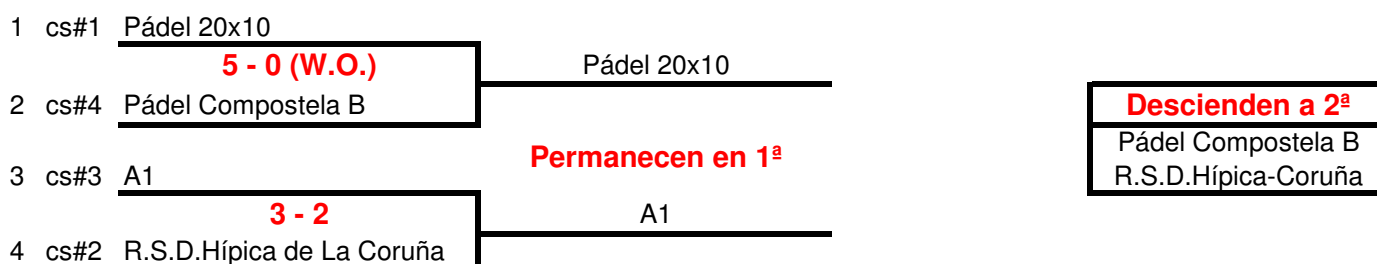 1 cs#1 Pádel 20x10
5 - 0 (W.O.) Pádel 20x10
2 cs#4 Pádel Compostela B
Descienden a 2ª
Pádel Compostela B
Permanecen en 1ª
3 cs#3 A1
R.S.D.Hípica-Coruña
3 - 2 A1
4 cs#2 R.S.D.Hípica de La Coruña